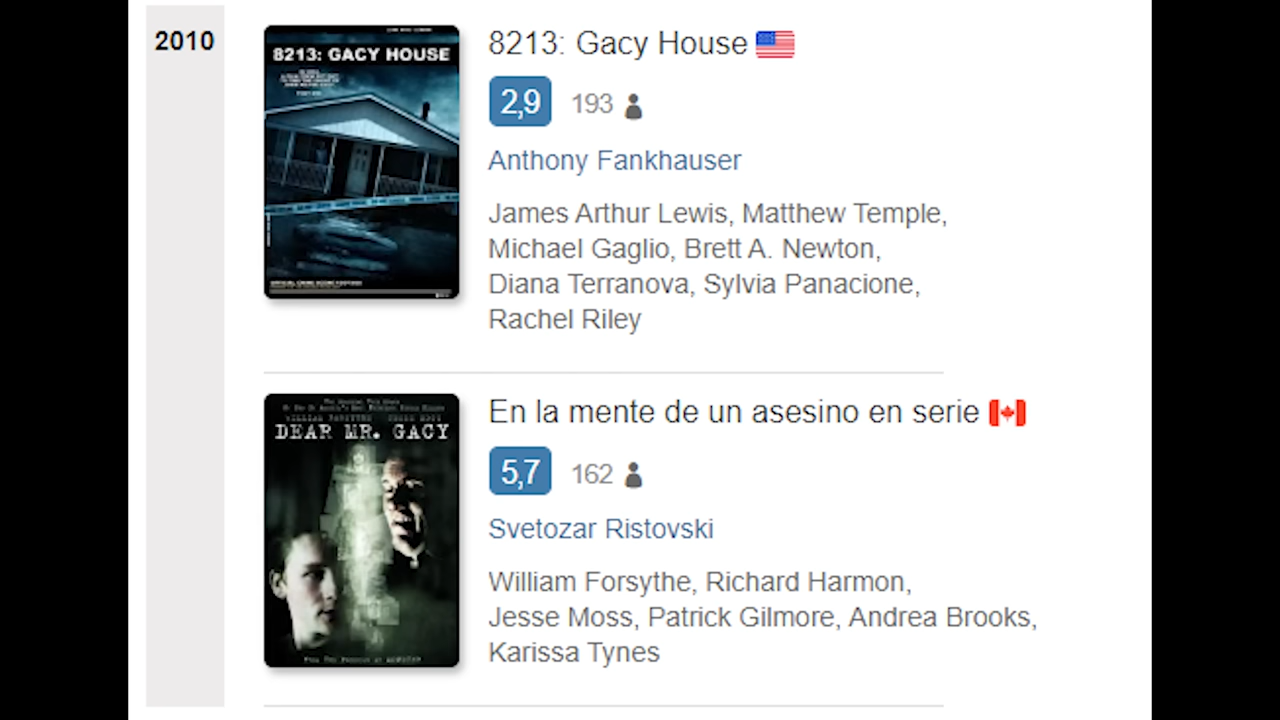 2010
8213: GACY HOUSE
8213: Gacy House
2,9 193
Anthony Fankhauser
James Arthur Lewis, Matthew Temple,
Michael Gaglio, Brett A. Newton,
Diana Terranova, Sylvia Panacione,
Rachel Riley
DEAR MR. GACY
En la mente de un asesino en serie
5,7 162
Svetozar Ristovski
William Forsythe, Richard Harmon,
Jesse Moss, Patrick Gilmore, Andrea Brooks,
Karissa Tynes